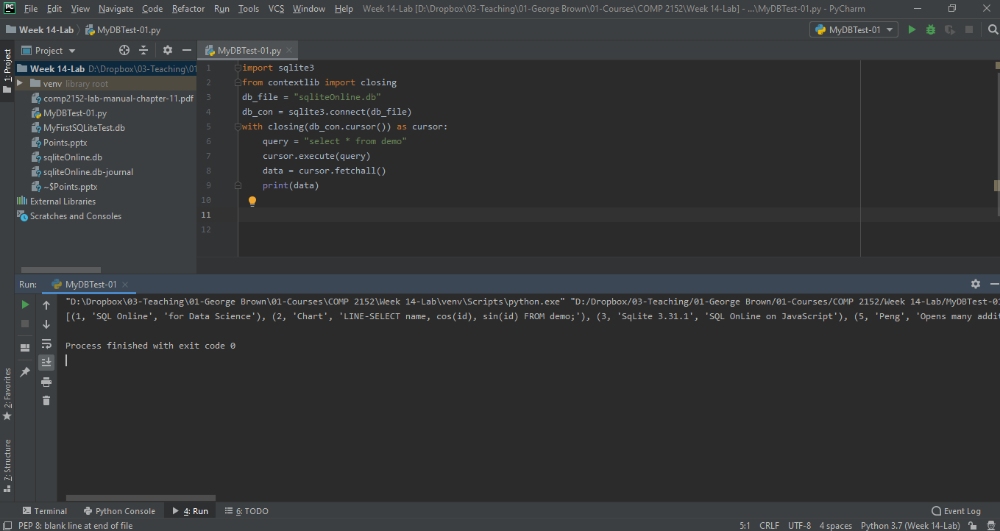 PC File Edit View Navigate Code Refactor Run Tools VCS Window Help Week 14-Lab [D:\Dropbox\03-Teaching\01-George Brown\01-Courses\COMP 2152\Week 14-Lab] - ...\MyDBTest-01.py - PyCharm
Week 14-Lab MyDBTest-01.py MyDBTest-01
1: Project
Project
Week 14-Lab D:\Dropbox\03-Teaching\01
venv library root
comp2152-lab-manual-chapter-11.pdf
MyDBTest-01.py
MyFirstSQLiteTest.db
Points.pptx
sqliteOnline.db
sqliteOnline.db-journal
~$Points.pptx
External Libraries
Scratches and Consoles
MyDBTest-01.py
1 import sqlite3
2 from contextlib import closing
3 db_file = "sqliteOnline.db"
4 db_con = sqlite3.connect(db_file)
5 with closing(db_con.cursor()) as cursor:
6     query = "select * from demo"
7     cursor.execute(query)
8     data = cursor.fetchall()
9     print(data)
10
11
12
Run: MyDBTest-01
"D:\Dropbox\03-Teaching\01-George Brown\01-Courses\COMP 2152\Week 14-Lab\venv\Scripts\python.exe" "D:/Dropbox/03-Teaching/01-George Brown/01-Courses/COMP 2152/Week 14-Lab/MyDBTest-01
[(1, 'SQL Online', 'for Data Science'), (2, 'Chart', 'LINE-SELECT name, cos(id), sin(id) FROM demo;'), (3, 'SqLite 3.31.1', 'SQL OnLine on JavaScript'), (5, 'Peng', 'Opens many addit
Process finished with exit code 0
2: Favorites
7: Structure
Terminal Python Console 4: Run 6: TODO Event Log
PEP 8: blank line at end of file 5:1 CRLF UTF-8 4 spaces Python 3.7 (Week 14-Lab)